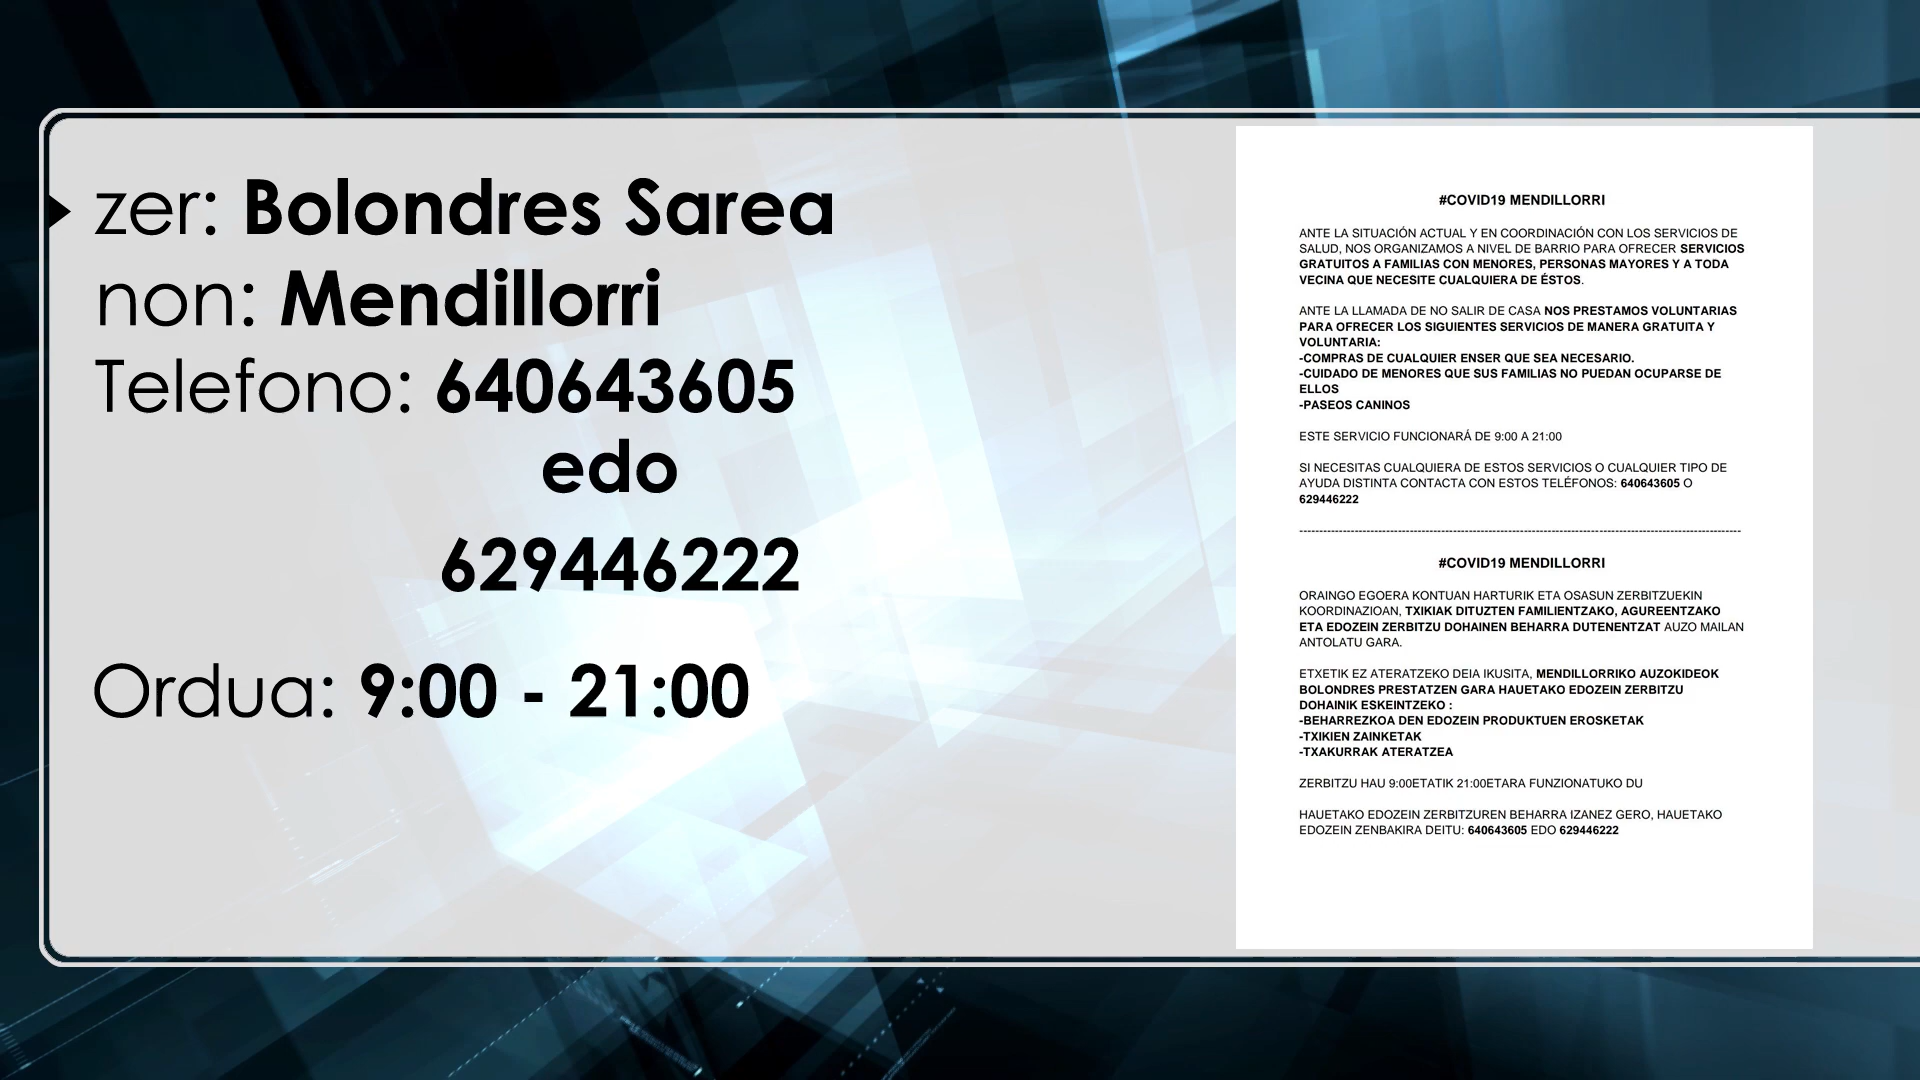 zer: Bolondres Sarea
non: Mendillorri
Telefono: 640643605
edo
629446222
Ordua: 9:00 - 21:00
#COVID19 MENDILLORRI
ANTE LA SITUACIÓN ACTUAL Y EN COORDINACIÓN CON LOS SERVICIOS DE
SALUD, NOS ORGANIZAMOS A NIVEL DE BARRIO PARA OFRECER SERVICIOS
GRATUITOS A FAMILIAS CON MENORES, PERSONAS MAYORES Y A TODA
VECINA QUE NECESITE CUALQUIERA DE ÉSTOS.
ANTE LA LLAMADA DE NO SALIR DE CASA NOS PRESTAMOS VOLUNTARIAS
PARA OFRECER LOS SIGUIENTES SERVICIOS DE MANERA GRATUITA Y
VOLUNTARIA:
-COMPRAS DE CUALQUIER ENSER QUE SEA NECESARIO.
-CUIDADO DE MENORES QUE SUS FAMILIAS NO PUEDAN OCUPARSE DE
ELLOS
-PASEOS CANINOS
ESTE SERVICIO FUNCIONARÁ DE 9:00 A 21:00
SI NECESITAS CUALQUIERA DE ESTOS SERVICIOS O CUALQUIER TIPO DE
AYUDA DISTINTA CONTACTA CON ESTOS TELÉFONOS: 640643605 O
629446222
#COVID19 MENDILLORRI
ORAINGO EGOERA KONTUAN HARTURIK ETA OSASUN ZERBITZUEKIN
KOORDINAZIOAN, TXIKIAK DITUZTEN FAMILIENTZAKO, AGUREENTZAKO
ETA EDOZEIN ZERBITZU DOHAINEN BEHARRA DUTENENTZAT AUZO MAILAN
ANTOLATU GARA.
ETXETIK EZ ATERATZEKO DEIA IKUSITA, MENDILLORRIKO AUZOKIDEOK
BOLONDRES PRESTATZEN GARA HAUETAKO EDOZEIN ZERBITZU
DOHAINIK ESKEINTZEKO :
-BEHARREZKOA DEN EDOZEIN PRODUKTUEN EROSKETAK
-TXIKIEN ZAINKETAK
-TXAKURRAK ATERATZEA
ZERBITZU HAU 9:00ETATIK 21:00ETARA FUNZIONATUKO DU
HAUETAKO EDOZEIN ZERBITZUREN BEHARRA IZANEZ GERO, HAUETAKO
EDOZEIN ZENBAKIRA DEITU: 640643605 EDO 629446222